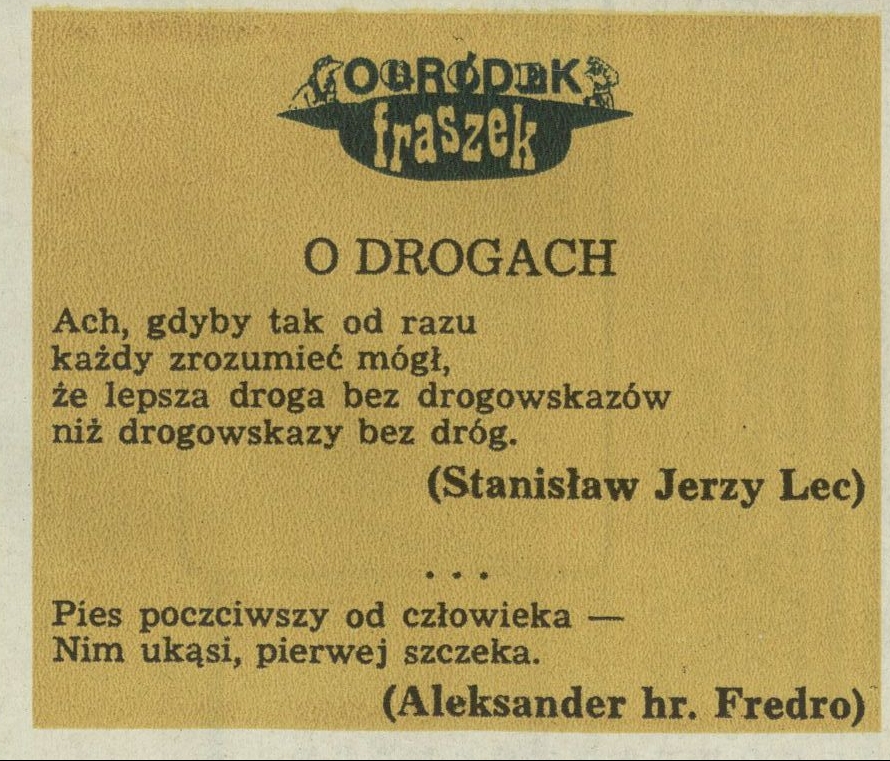 OGRÓDEK
fraszek
O DROGACH
Ach, gdyby tak od razu
każdy zrozumieć mógł,
że lepsza droga bez drogowskazów
niż drogowskazy bez dróg.
(Stanisław Jerzy Lec)
. . .
Pies poczciwszy od człowieka —
Nim ukąsi, pierwej szczeka.
(Aleksander hr. Fredro)